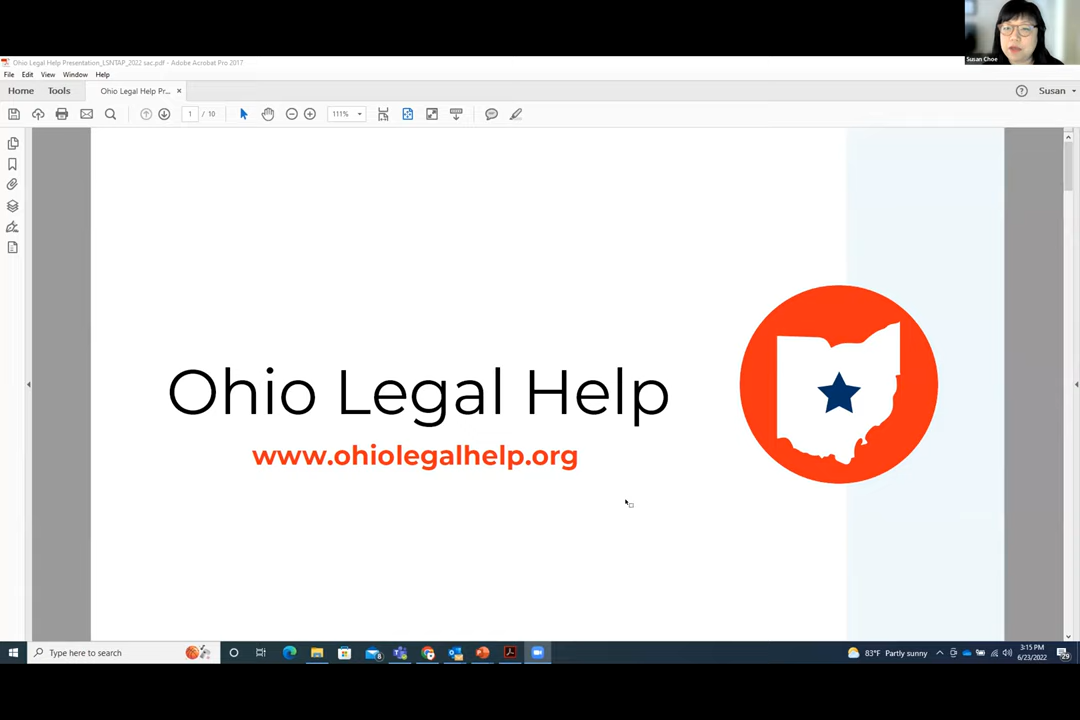 Susan Choe
Ohio Legal Help Presentation_LSNTAP_2022 sac.pdf - Adobe Acrobat Pro 2017
File Edit View Window Help
Home Tools Ohio Legal Help Pr... × Susan
1 / 10 111%
Ohio Legal Help
www.ohiolegalhelp.org
Type here to search
8
83°F Partly sunny
3:15 PM
6/23/2022
29